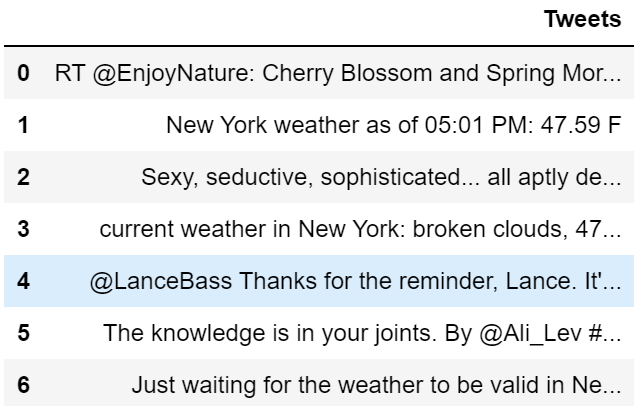 Tweets
0 RT @EnjoyNature: Cherry Blossom and Spring Mor...
1 New York weather as of 05:01 PM: 47.59 F
2 Sexy, seductive, sophisticated... all aptly de...
3 current weather in New York: broken clouds, 47...
4 @LanceBass Thanks for the reminder, Lance. It'...
5 The knowledge is in your joints. By @Ali_Lev #...
6 Just waiting for the weather to be valid in Ne...